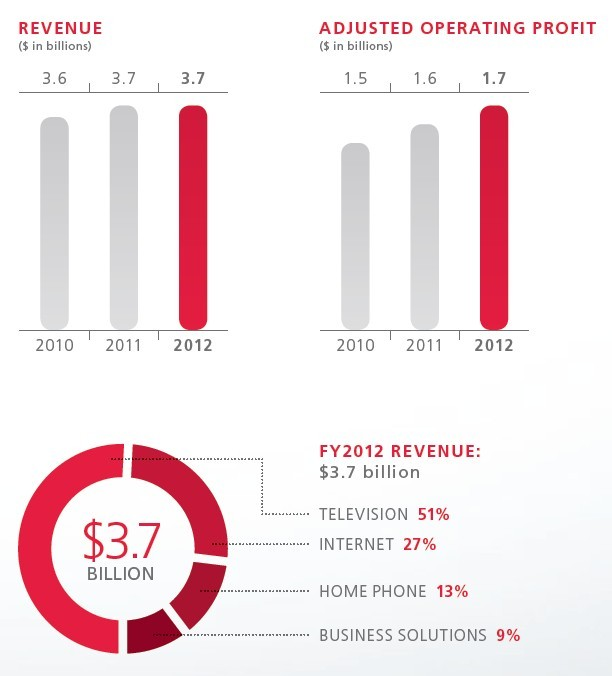 REVENUE
($ in billions)
3.6 3.7 3.7
2010 2011 2012
ADJUSTED OPERATING PROFIT
($ in billions)
1.5 1.6 1.7
2010 2011 2012
$3.7
BILLION
FY2012 REVENUE:
$3.7 billion
TELEVISION 51%
INTERNET 27%
HOME PHONE 13%
BUSINESS SOLUTIONS 9%